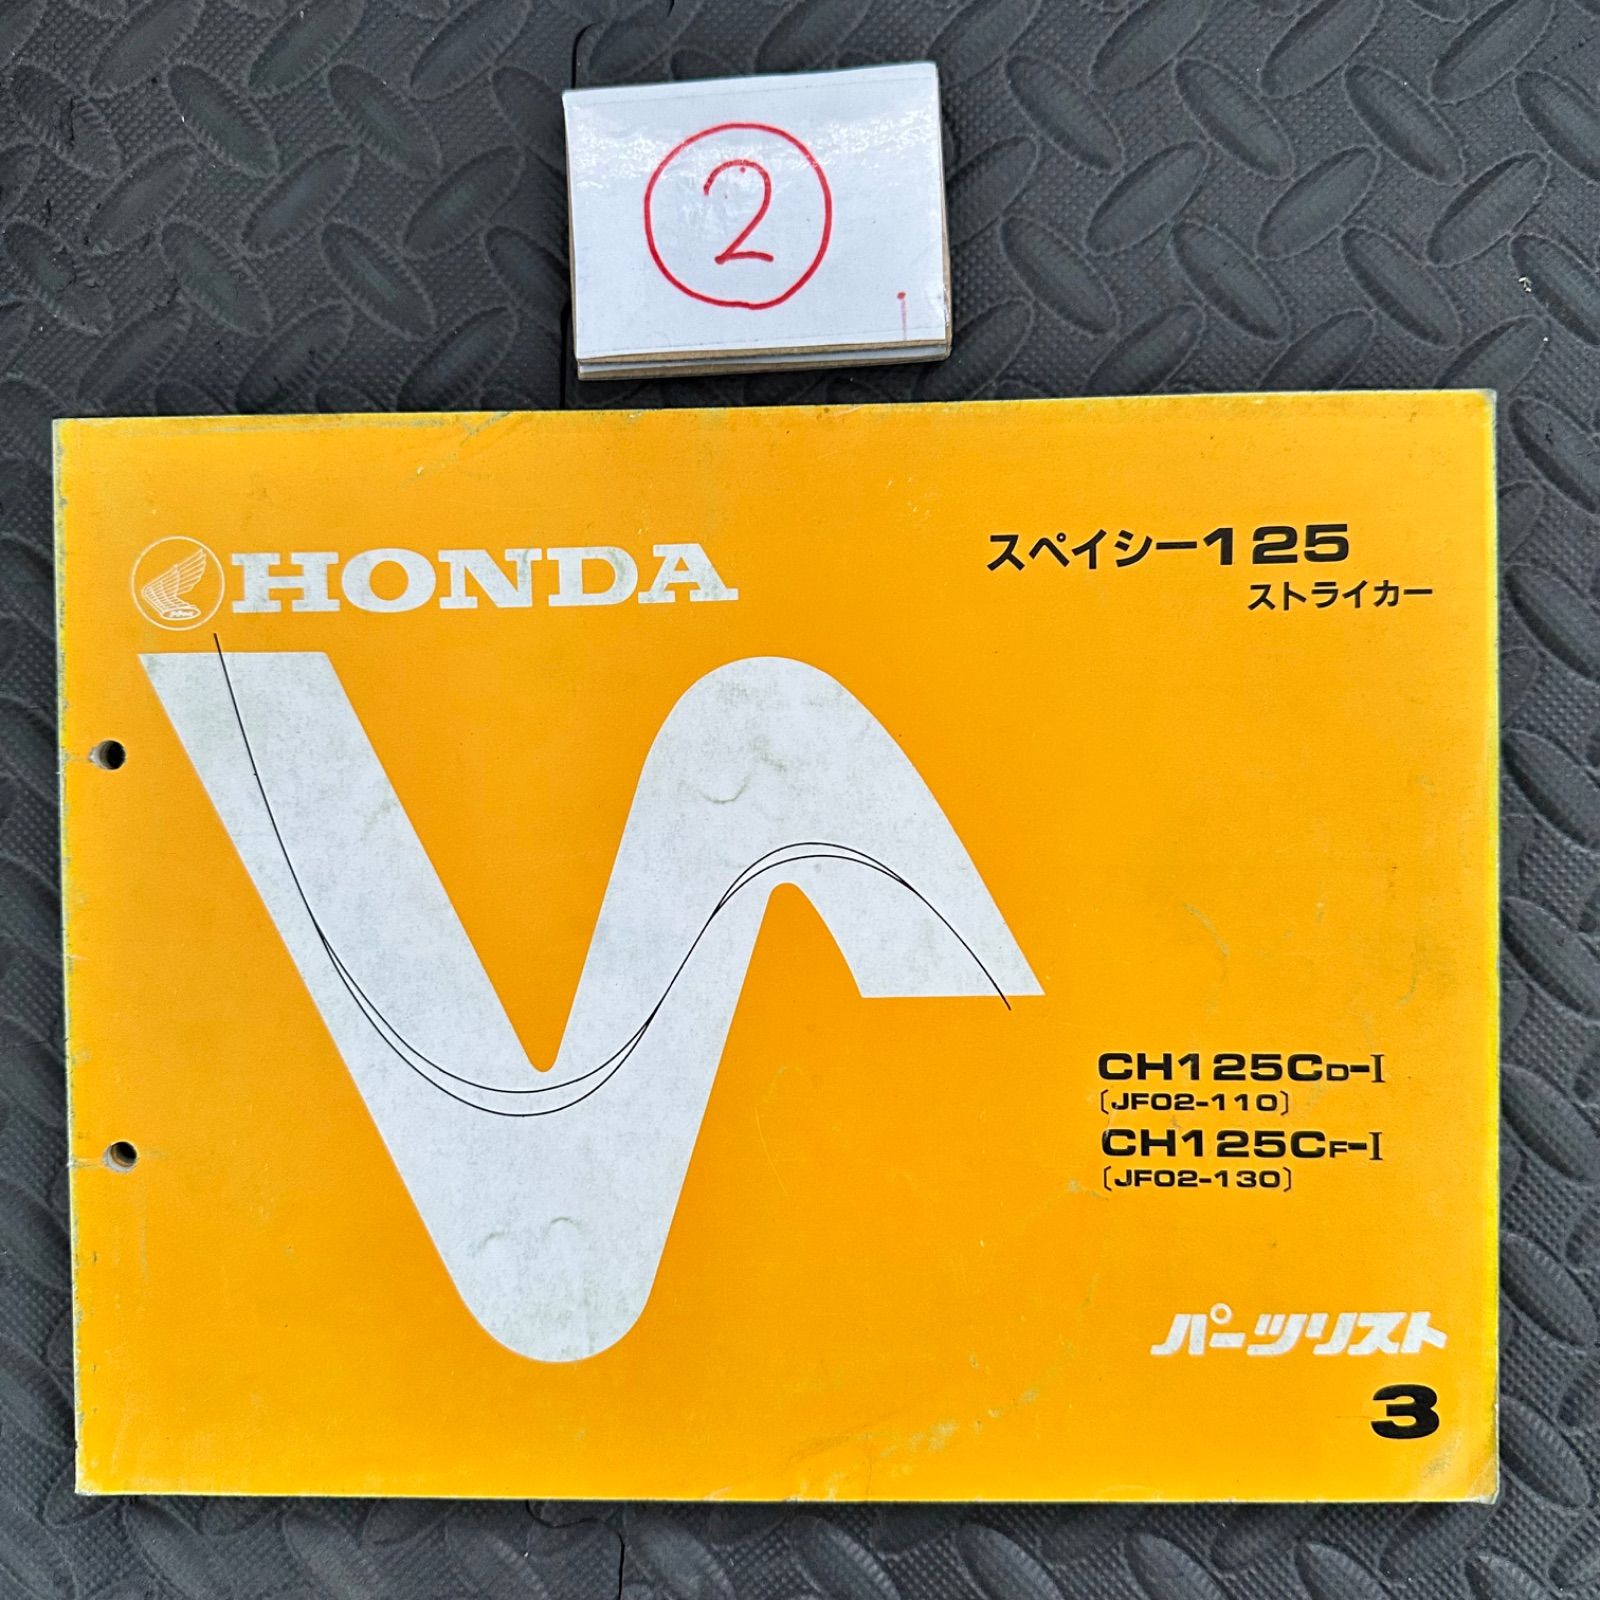 2
HONDA
スペイシー125
ストライカー
CH125CD-I
〔JF02-110〕
CH125CF-I
〔JF02-130〕
パーツリスト
3